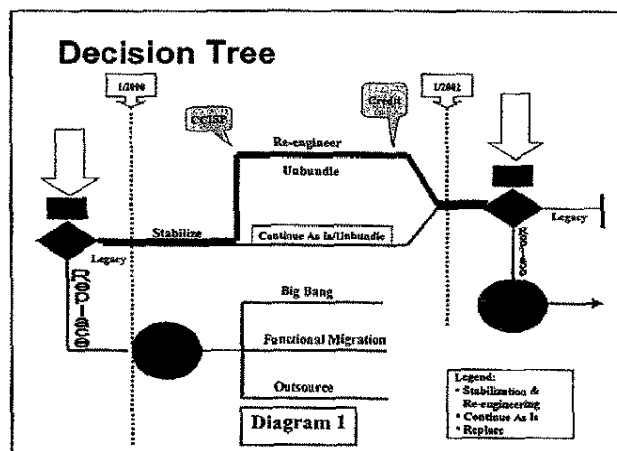 Decision Tree
1/2000
1/2002
CCISP
Credit
Re-engineer
Unbundle
Stabilize
Continue As Is/Unbundle
Legacy
Legacy
Replace
Replace
Big Bang
Functional Migration
Outsource
Diagram 1
Legend:
• Stabilization &
Re-engineering
• Continue As Is
• Replace